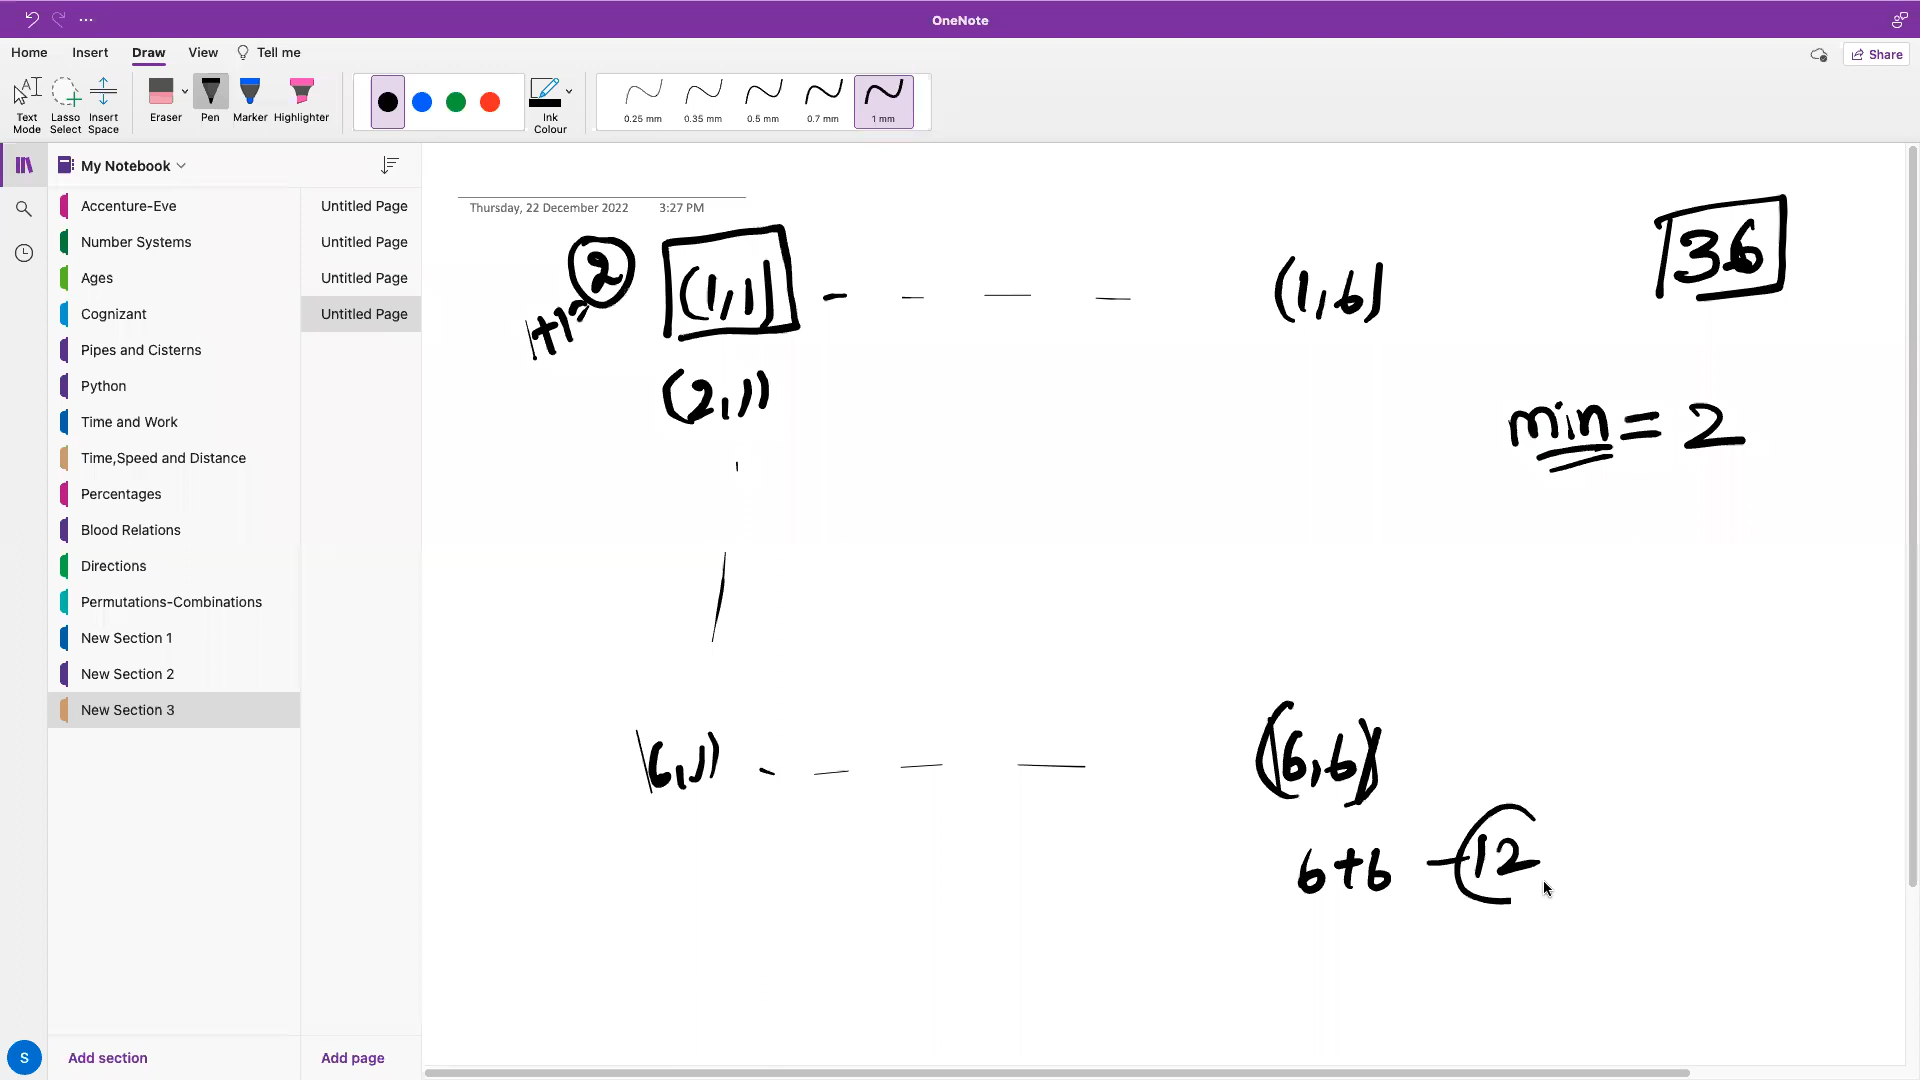 OneNote
Home Insert Draw View Tell me
Share
Text Mode
Lasso Select
Insert Space
Eraser
Pen
Marker
Highlighter
Ink Colour
0.25 mm
0.35 mm
0.5 mm
0.7 mm
1 mm
My Notebook
Accenture-Eve
Number Systems
Ages
Cognizant
Pipes and Cisterns
Python
Time and Work
Time,Speed and Distance
Percentages
Blood Relations
Directions
Permutations-Combinations
New Section 1
New Section 2
New Section 3
Add section
S
Untitled Page
Untitled Page
Untitled Page
Untitled Page
Add page
Thursday, 22 December 2022 3:27 PM
1+1= 2 (1,1) - - - - (1,6) 36
(2,1) min = 2
(6,1) - - - - (6,6)
6+6 - 12